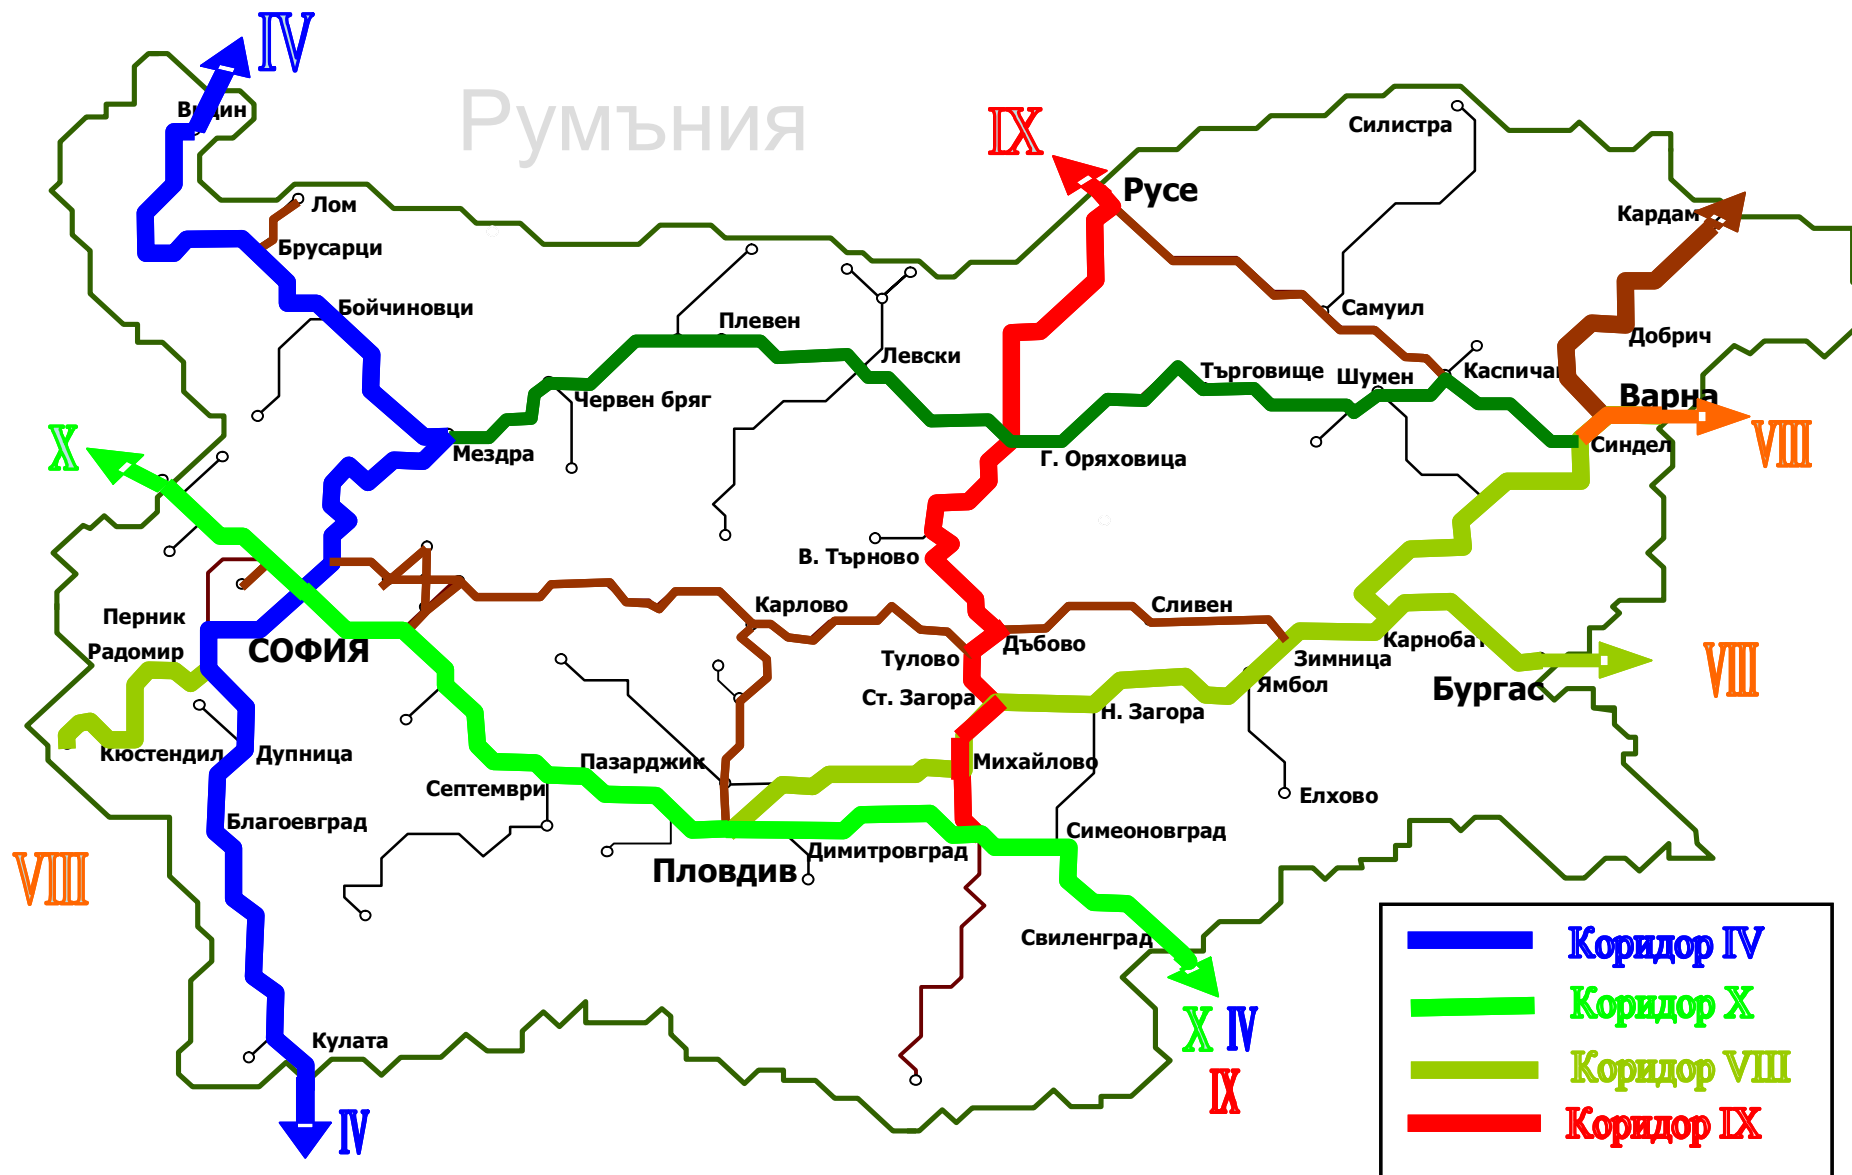 IV
Видин
Румъния
IX
Силистра
Русе
Лом
Кардам
Брусарци
Бойчиновци
Самуил
Плевен
Добрич
Левски
Търговище
Шумен
Каспичан
Червен бряг
Варна
X
VIII
Мездра
Г. Оряховица
Синдел
В. Търново
Перник
Карлово
Сливен
Радомир
СОФИЯ
Тулово
Дъбово
Зимница
Карнобат
VIII
Ст. Загора
Ямбол
Бургас
Н. Загора
Кюстендил
Дупница
Пазарджик
Михайлово
Септември
Елхово
Благоевград
Симеоновград
Димитровград
Пловдив
VIII
Свиленград
Кулата
X IV
IX
IV
Коридор IV
Коридор X
Коридор VIII
Коридор IX